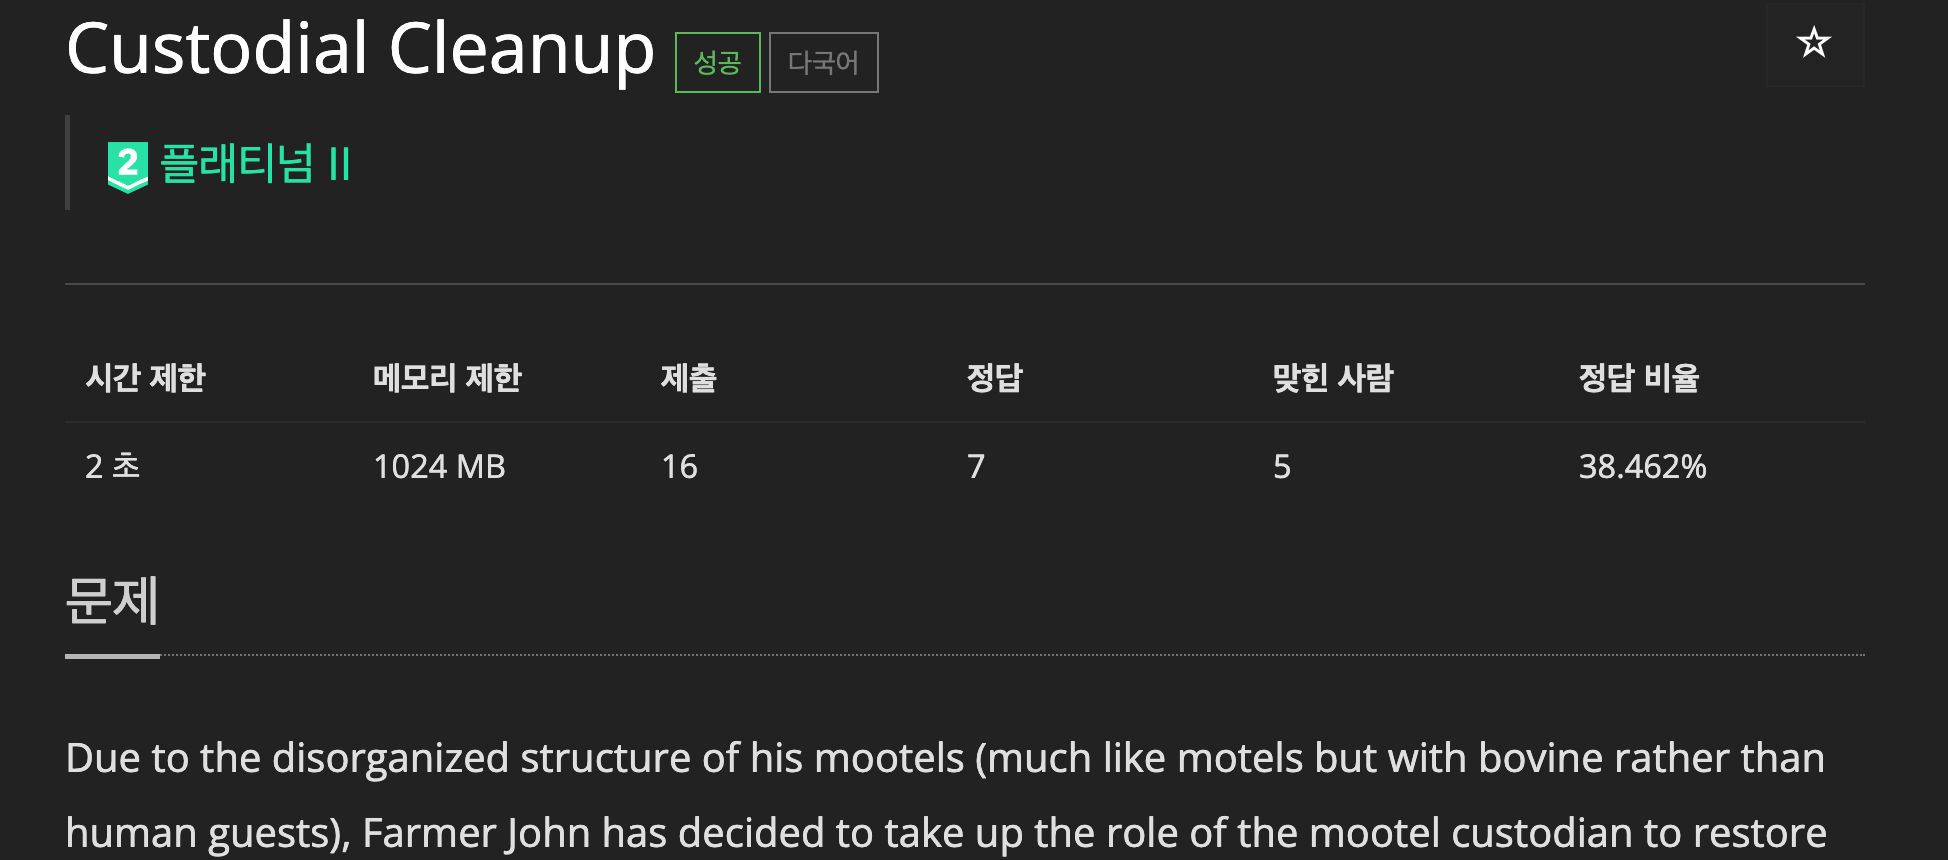 Custodial Cleanup 성공 다국어
2 플래티넘 II
시간 제한 메모리 제한 제출 정답 맞힌 사람 정답 비율
2 초 1024 MB 16 7 5 38.462%
문제
Due to the disorganized structure of his mootels (much like motels but with bovine rather than
human guests), Farmer John has decided to take up the role of the mootel custodian to restore